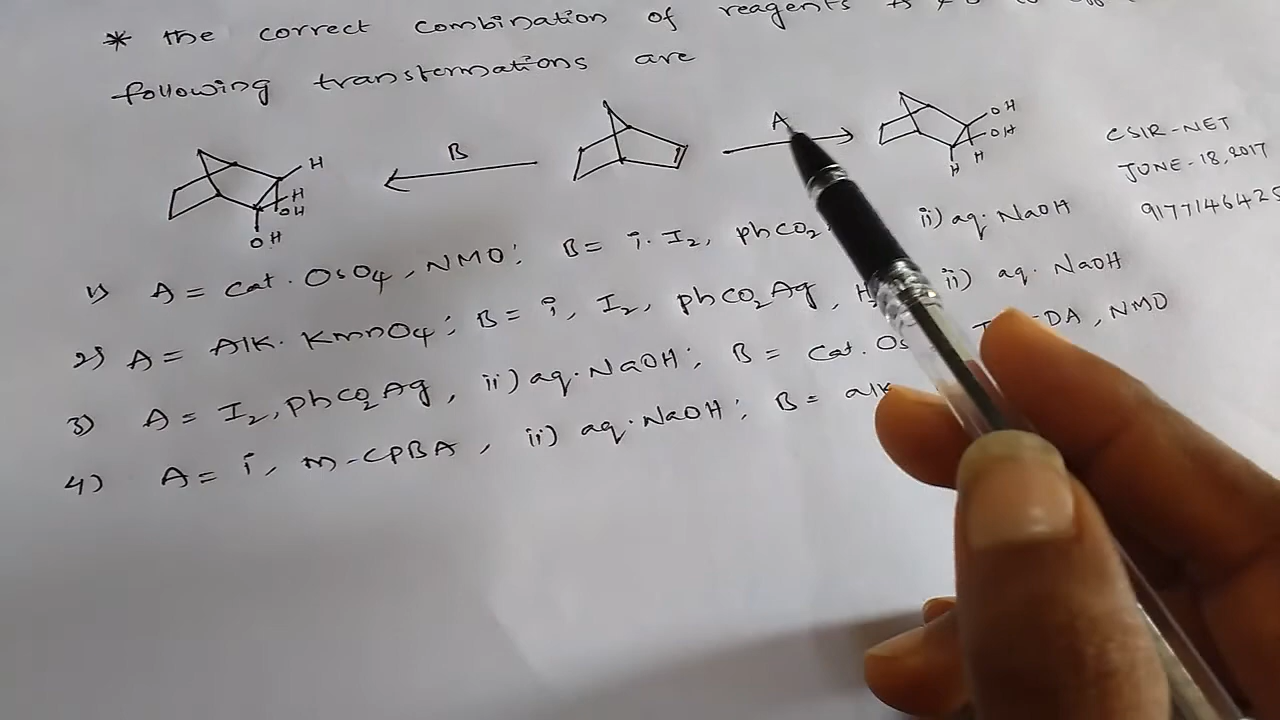 * the correct combination of reagents
following transformations are
A
B
OH
OH
H
H
H
H
OH
OH
CSIR-NET
JUNE-18, 2017
917714642
1) A = Cat. OsO4, NMO; B = i. I2, phCO2 ii) aq. NaOH
2) A = Alk. KmnO4; B = i, I2, phCO2Ag, H ii) aq. NaOH
3) A = I2, phCO2Ag, ii) aq. NaOH; B = Cat. Os DA, NMO
4) A = i, m-CPBA, ii) aq. NaOH; B = alk